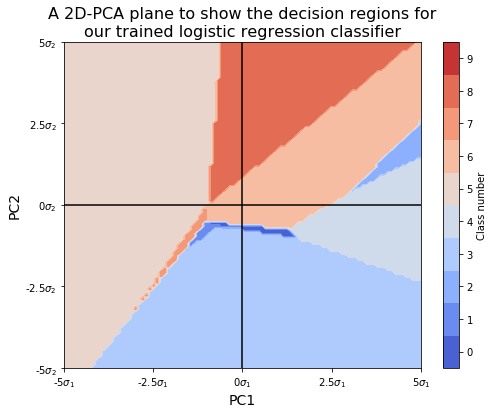 A 2D-PCA plane to show the decision regions for
our trained logistic regression classifier
5σ₂
2.5σ₂
0σ₂
-2.5σ₂
-5σ₂
PC2
-5σ₁
-2.5σ₁
0σ₁
2.5σ₁
5σ₁
PC1
9
8
7
6
5
4
3
2
1
0
Class number